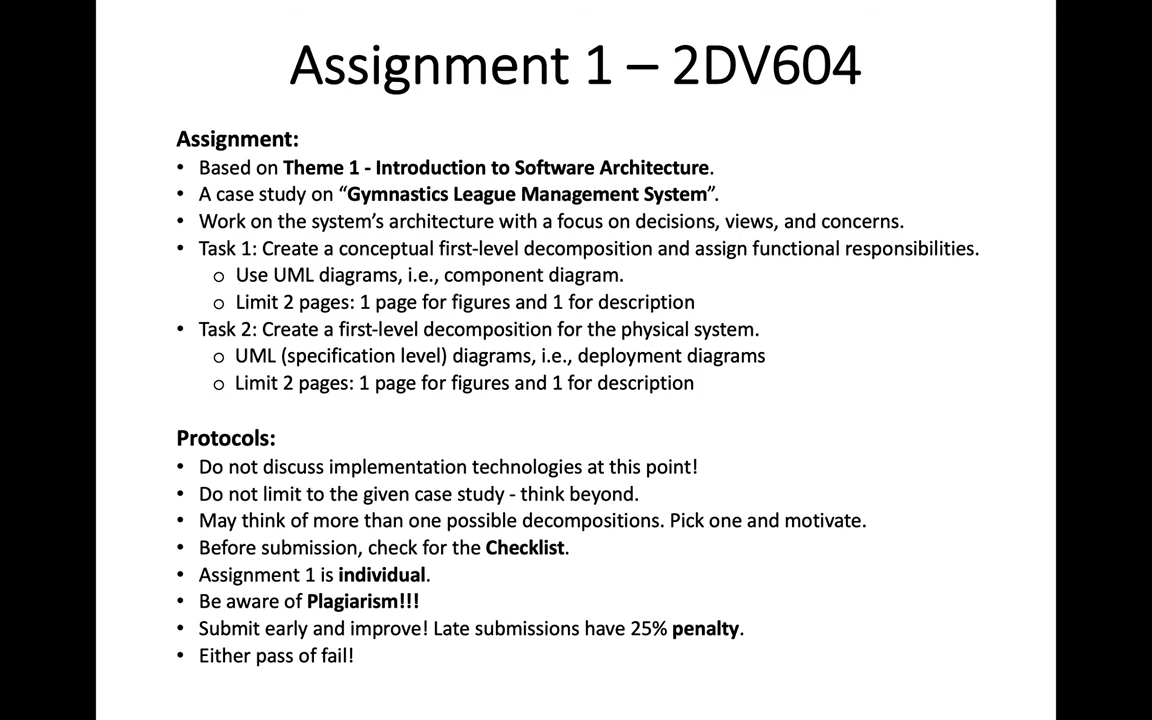 Assignment 1 – 2DV604
Assignment:
• Based on Theme 1 - Introduction to Software Architecture.
• A case study on “Gymnastics League Management System”.
• Work on the system’s architecture with a focus on decisions, views, and concerns.
• Task 1: Create a conceptual first-level decomposition and assign functional responsibilities.
o Use UML diagrams, i.e., component diagram.
o Limit 2 pages: 1 page for figures and 1 for description
• Task 2: Create a first-level decomposition for the physical system.
o UML (specification level) diagrams, i.e., deployment diagrams
o Limit 2 pages: 1 page for figures and 1 for description
Protocols:
• Do not discuss implementation technologies at this point!
• Do not limit to the given case study - think beyond.
• May think of more than one possible decompositions. Pick one and motivate.
• Before submission, check for the Checklist.
• Assignment 1 is individual.
• Be aware of Plagiarism!!!
• Submit early and improve! Late submissions have 25% penalty.
• Either pass of fail!